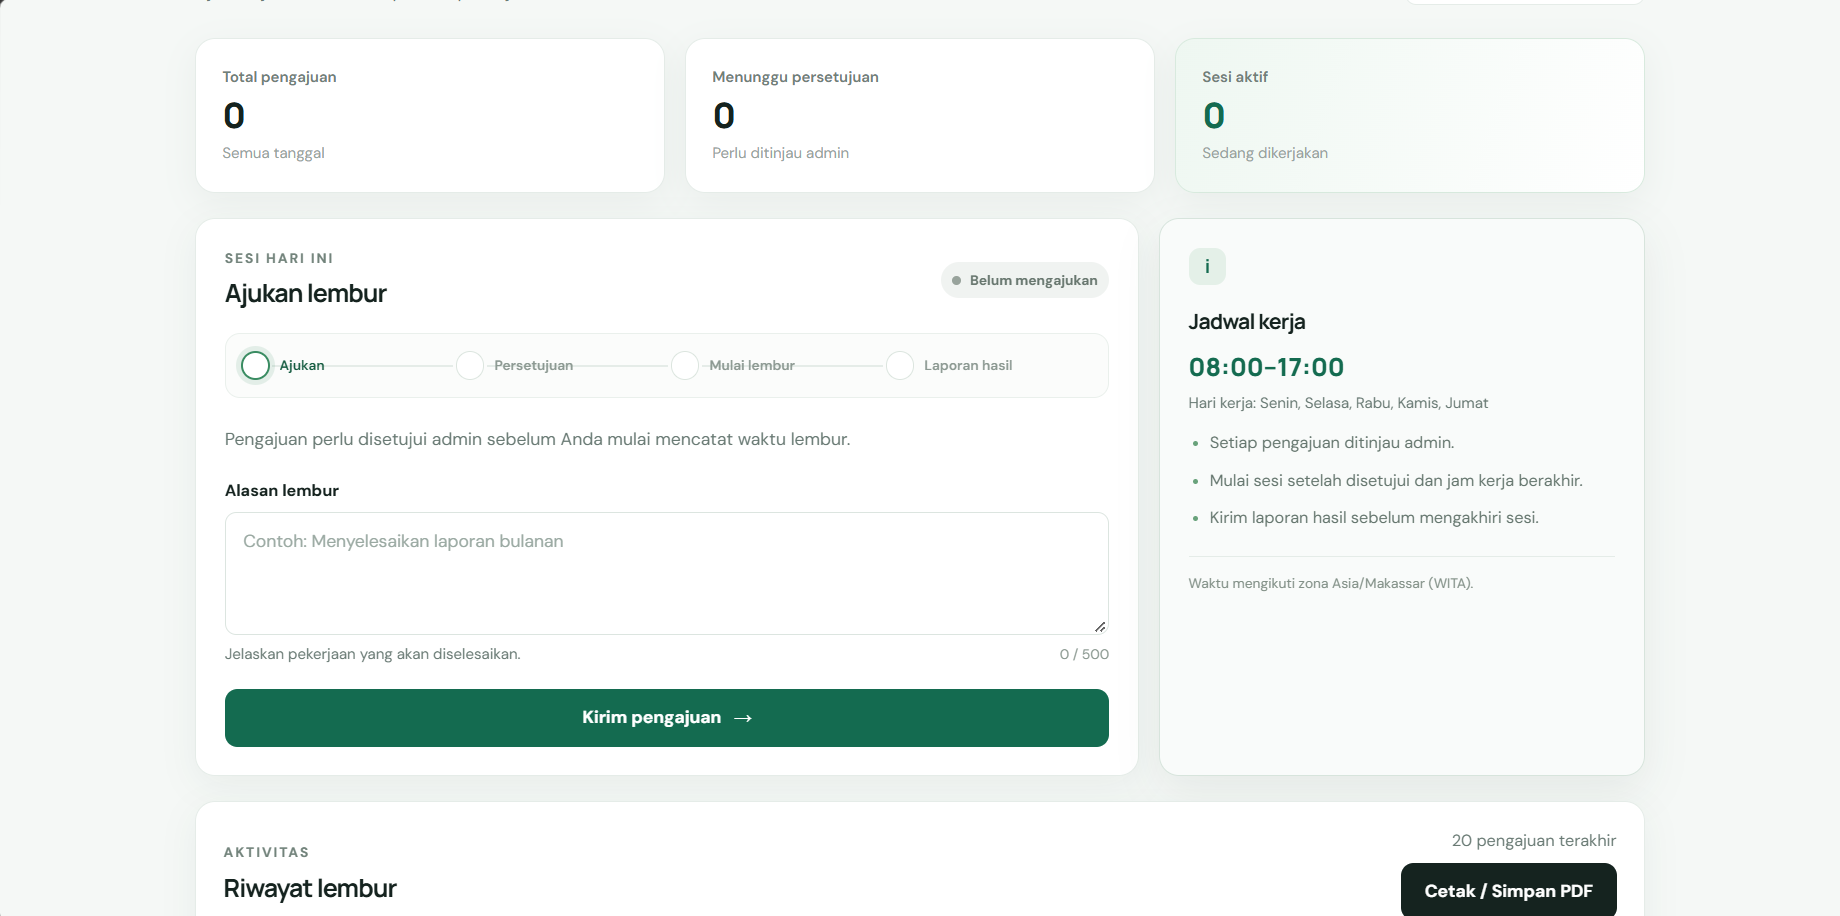 Total pengajuan
0
Semua tanggal
Menunggu persetujuan
0
Perlu ditinjau admin
Sesi aktif
0
Sedang dikerjakan
SESI HARI INI
Ajukan lembur
Belum mengajukan
Ajukan
Persetujuan
Mulai lembur
Laporan hasil
Pengajuan perlu disetujui admin sebelum Anda mulai mencatat waktu lembur.
Alasan lembur
Contoh: Menyelesaikan laporan bulanan
Jelaskan pekerjaan yang akan diselesaikan.
0 / 500
Kirim pengajuan →
i
Jadwal kerja
08:00–17:00
Hari kerja: Senin, Selasa, Rabu, Kamis, Jumat
• Setiap pengajuan ditinjau admin.
• Mulai sesi setelah disetujui dan jam kerja berakhir.
• Kirim laporan hasil sebelum mengakhiri sesi.
Waktu mengikuti zona Asia/Makassar (WITA).
AKTIVITAS
Riwayat lembur
20 pengajuan terakhir
Cetak / Simpan PDF